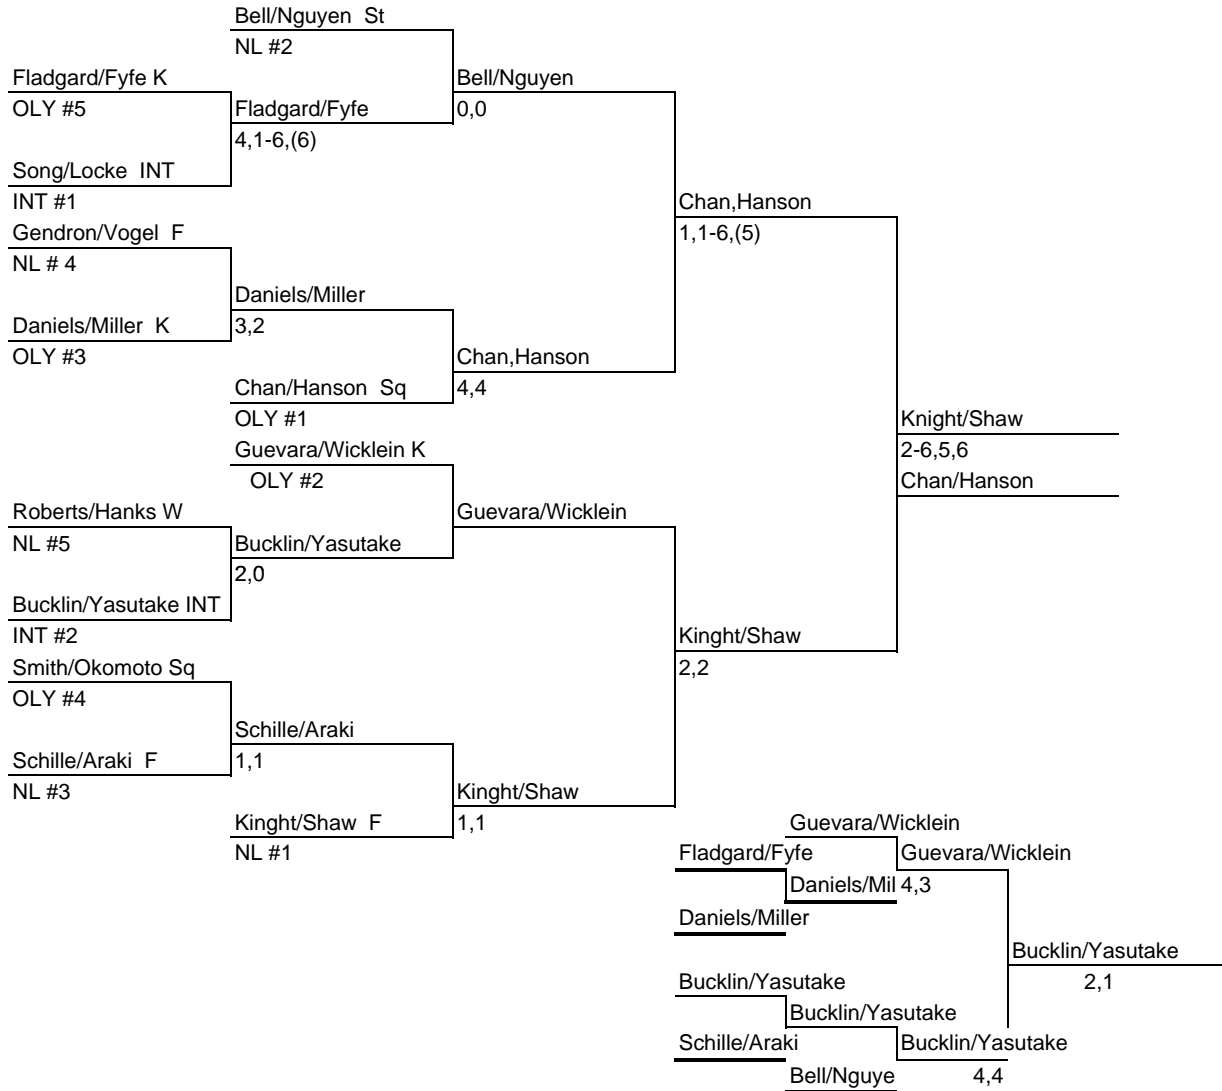 Bell/Nguyen St
NL #2
Fladgard/Fyfe K
Bell/Nguyen
OLY #5
Fladgard/Fyfe
0,0
4,1-6,(6)
Song/Locke INT
INT #1
Chan,Hanson
Gendron/Vogel F
1,1-6,(5)
NL # 4
Daniels/Miller
Daniels/Miller K
3,2
OLY #3
Chan,Hanson
Chan/Hanson Sq
4,4
OLY #1
Knight/Shaw
Guevara/Wicklein K
2-6,5,6
OLY #2
Chan/Hanson
Roberts/Hanks W
Guevara/Wicklein
NL #5
Bucklin/Yasutake
2,0
Bucklin/Yasutake INT
INT #2
Kinght/Shaw
Smith/Okomoto Sq
2,2
OLY #4
Schille/Araki
Schille/Araki F
1,1
NL #3
Kinght/Shaw
Kinght/Shaw F
1,1
Guevara/Wicklein
NL #1
Fladgard/Fyfe
Guevara/Wicklein
Daniels/Mil
4,3
Daniels/Miller
Bucklin/Yasutake
Bucklin/Yasutake
2,1
Bucklin/Yasutake
Schille/Araki
Bucklin/Yasutake
Bell/Nguye
4,4